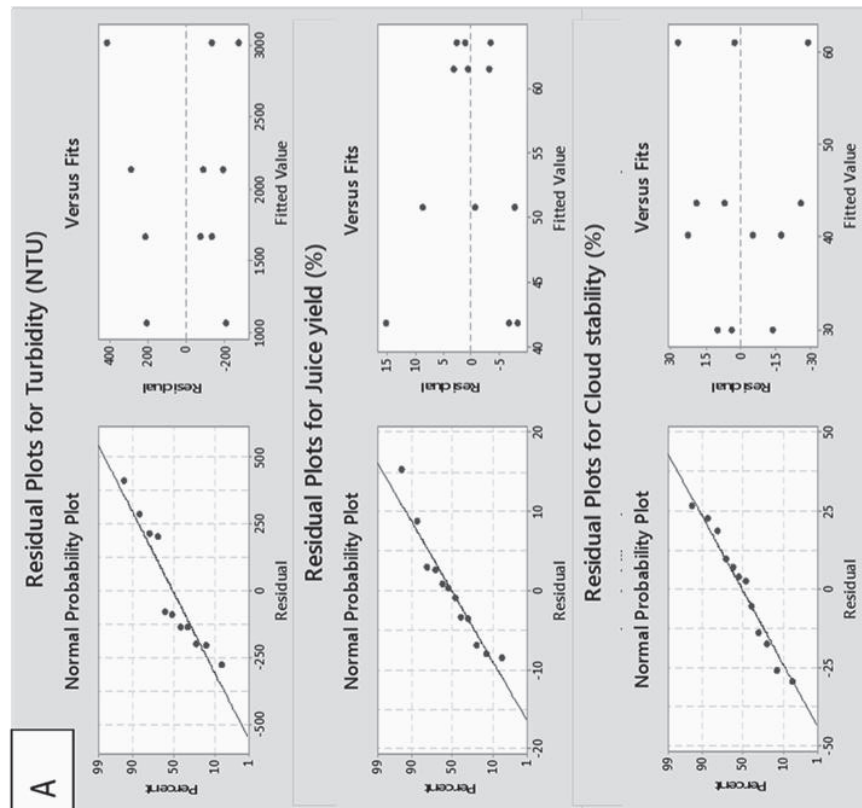 A
Residual Plots for Turbidity (NTU)
Normal Probability Plot
Versus Fits
99
90
50
10
1
Percent
-500
-250
0
250
500
Residual
400
200
0
-200
Residual
1000
1500
2000
2500
3000
Fitted Value
Residual Plots for Juice yield (%)
Normal Probability Plot
Versus Fits
99
90
50
10
1
Percent
-20
-10
0
10
20
Residual
15
10
5
0
-5
Residual
40
45
50
55
60
Fitted Value
Residual Plots for Cloud stability (%)
Normal Probability Plot
Versus Fits
99
90
50
10
1
Percent
-50
-25
0
25
50
Residual
30
15
0
-15
-30
Residual
30
40
50
60
Fitted Value